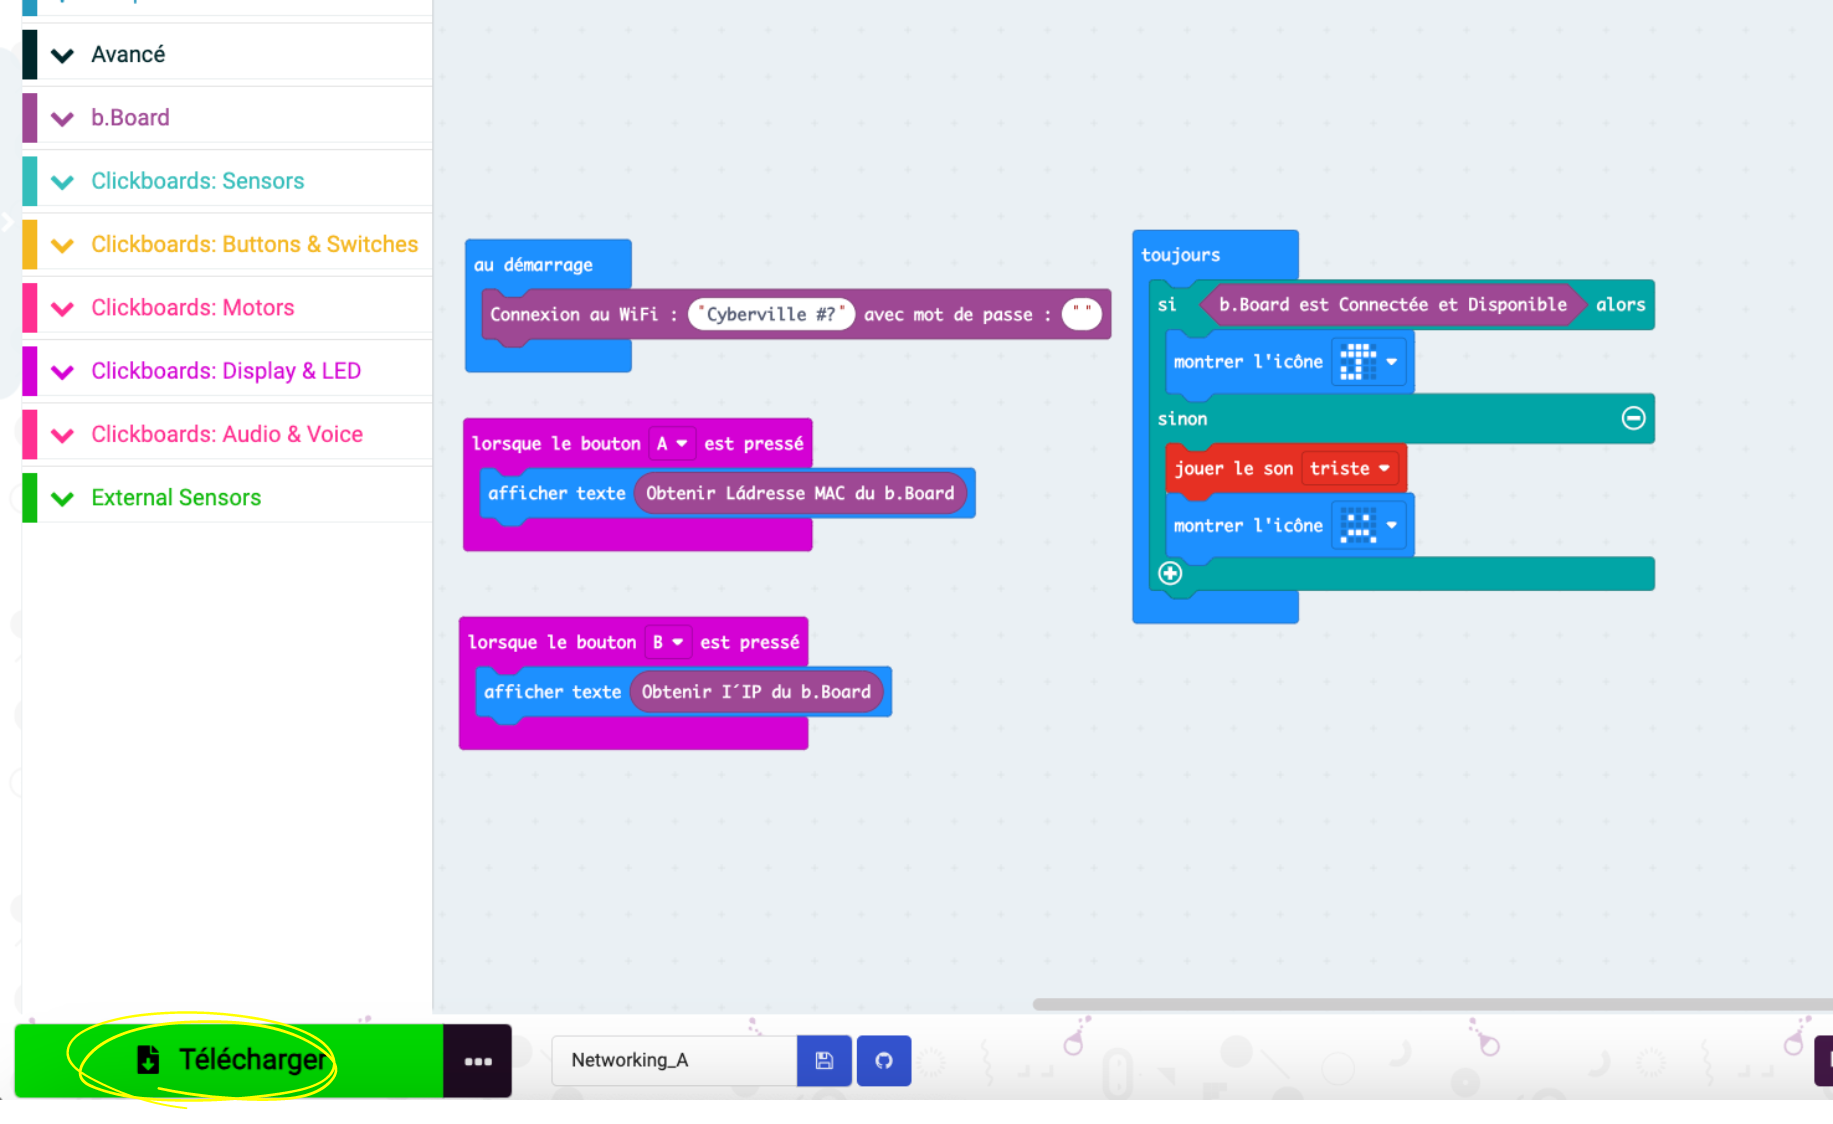 Avancé
b.Board
Clickboards: Sensors
Clickboards: Buttons & Switches
Clickboards: Motors
Clickboards: Display & LED
Clickboards: Audio & Voice
External Sensors
au démarrage
Connexion au WiFi : "Cyberville #?" avec mot de passe : ""
lorsque le bouton A est pressé
afficher texte Obtenir Ládresse MAC du b.Board
lorsque le bouton B est pressé
afficher texte Obtenir I´IP du b.Board
toujours
si b.Board est Connectée et Disponible alors
montrer l'icône
sinon
jouer le son triste
montrer l'icône
Télécharger
Networking_A